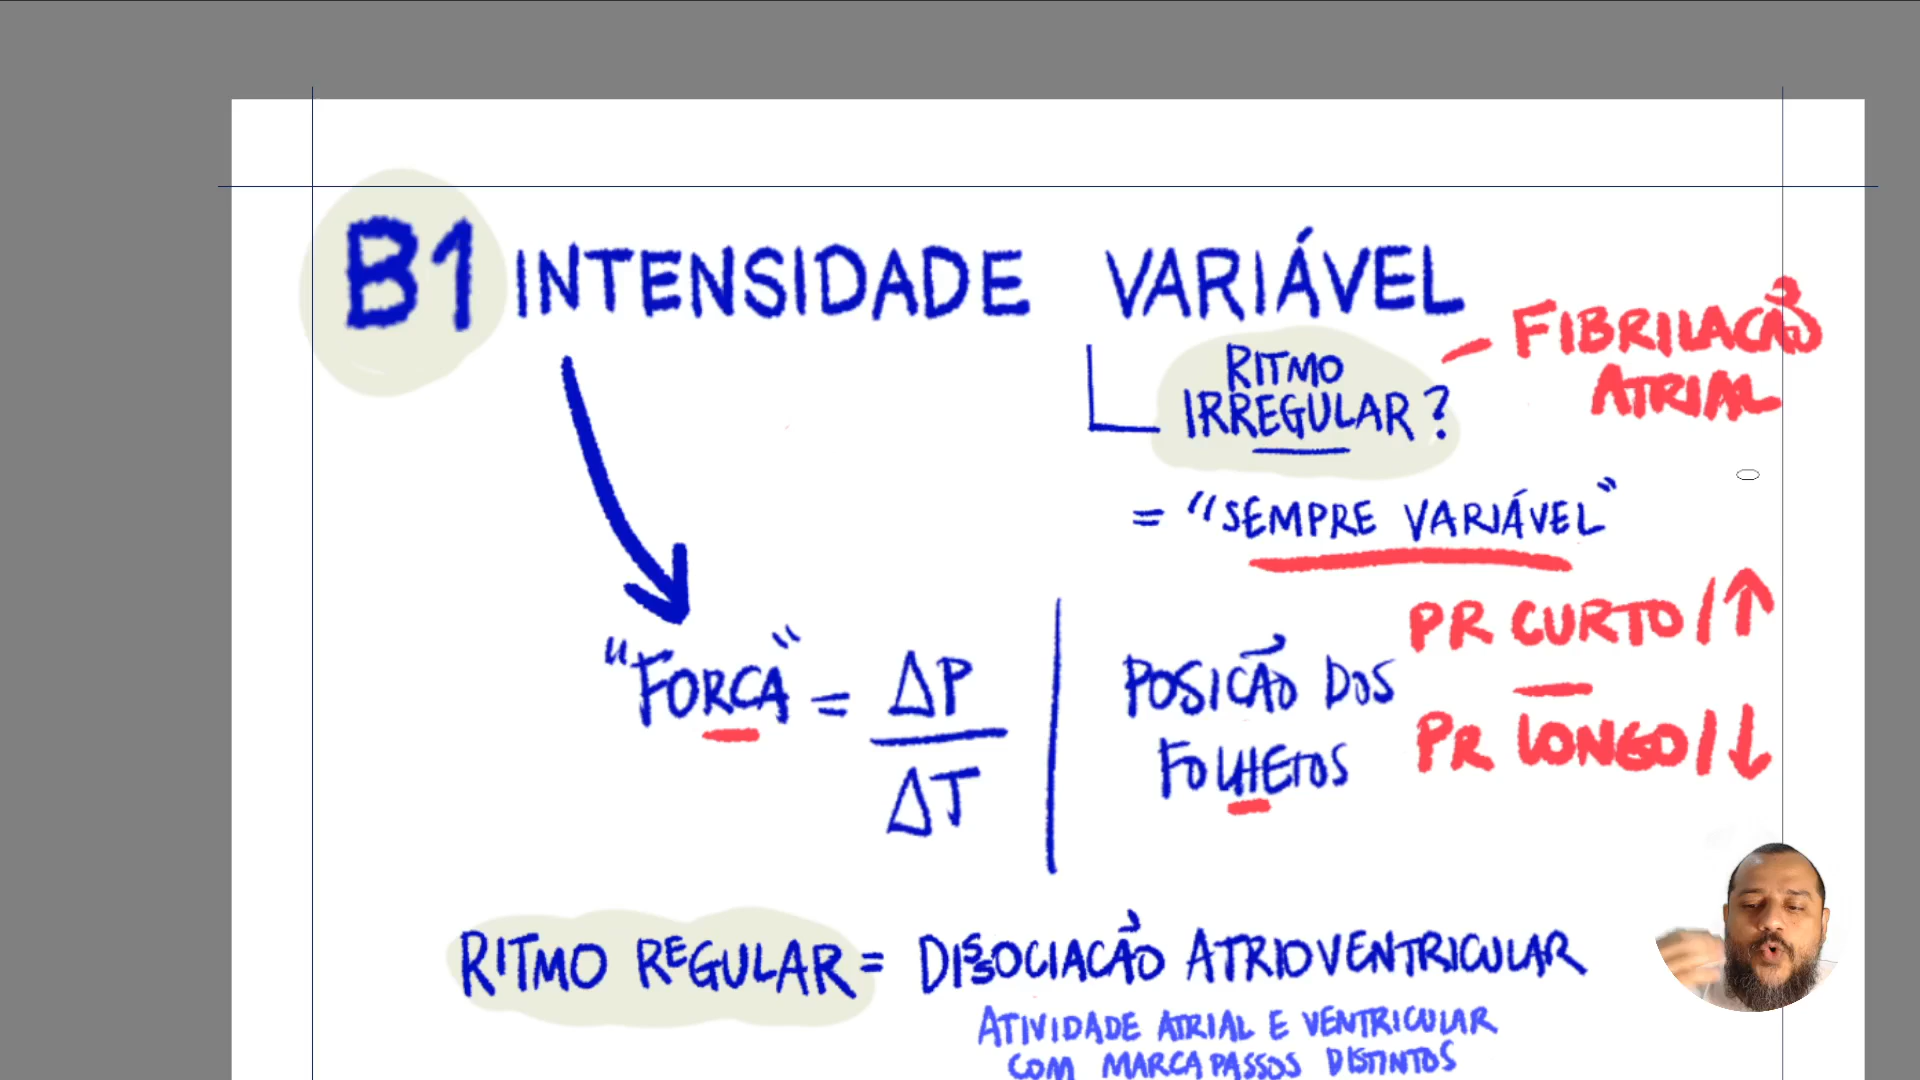 B1 INTENSIDADE VARIÁVEL
RITMO
IRREGULAR?
- FIBRILAÇÃO
ATRIAL
= "SEMPRE VARIÁVEL"
"FORCA" = ΔP
ΔT
POSIÇÃO DOS
FOLHETOS
PR CURTO/↑
PR LONGO/↓
RITMO REGULAR = DISSOCIAÇÃO ATRIOVENTRICULAR
ATIVIDADE ATRIAL E VENTRICULAR
COM MARCAPASSOS DISTINTOS